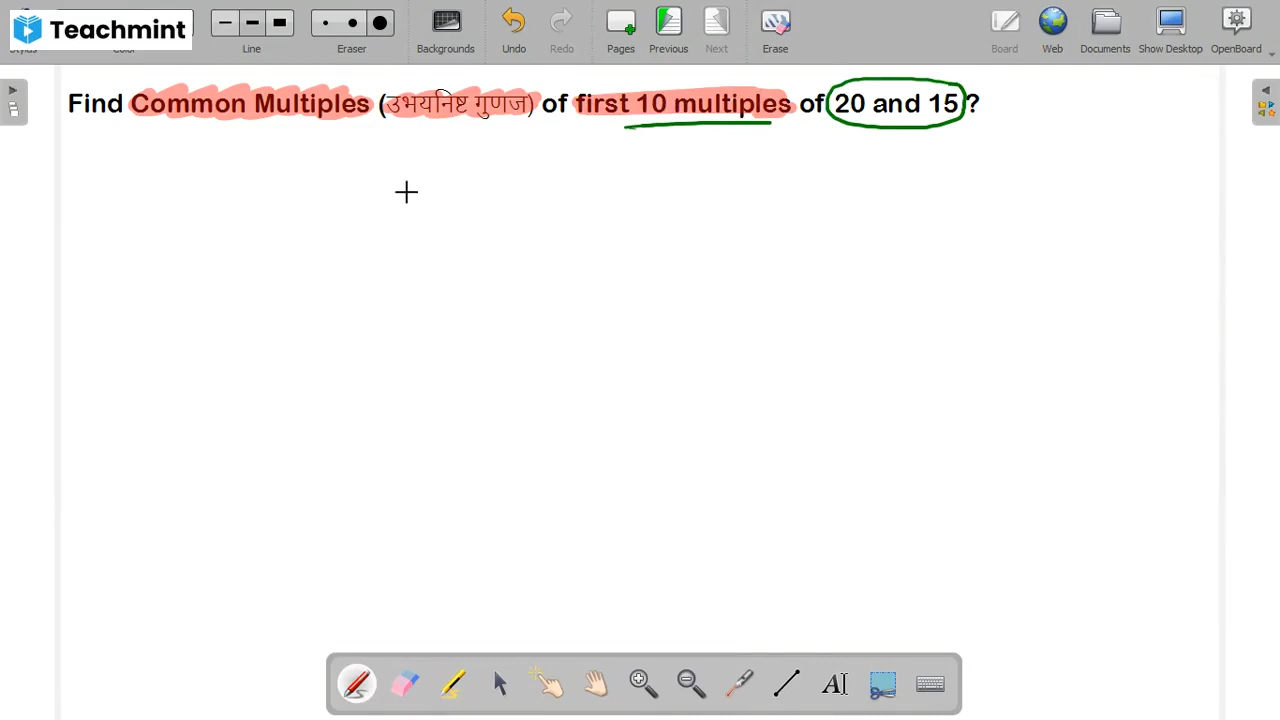 Teachmint
Line
Eraser
Backgrounds
Undo
Redo
Pages
Previous
Next
Erase
Board
Web
Documents
Show Desktop
OpenBoard
Find Common Multiples (उभयनिष्ट गुणज) of first 10 multiples of 20 and 15?